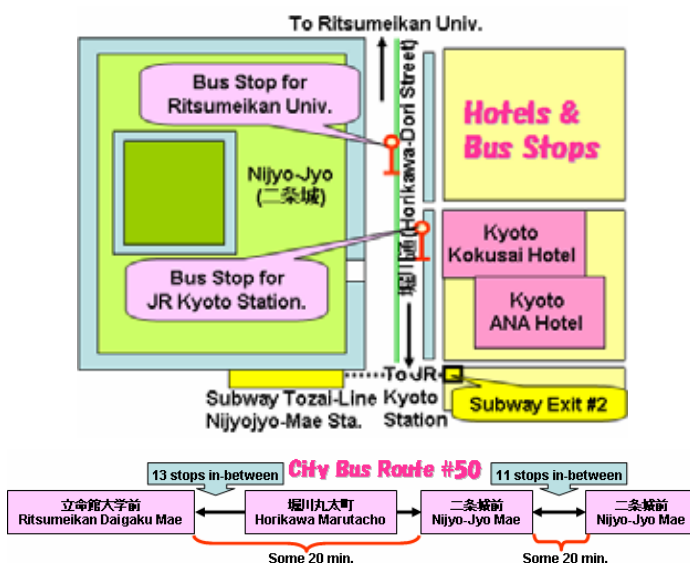 To Ritsumeikan Univ.
Bus Stop for
Ritsumeikan Univ.
Hotels &
Bus Stops
Nijyo-Jyo
(二条城)
堀川通(Horikawa-Dori Street)
Kyoto
Kokusai Hotel
Bus Stop for
JR Kyoto Station.
Kyoto
ANA Hotel
To JR
Kyoto
Station
Subway Tozai-Line
Nijyojyo-Mae Sta.
Subway Exit #2
City Bus Route #50
13 stops in-between
11 stops in-between
立命館大学前
Ritsumeikan Daigaku Mae
堀川丸太町
Horikawa Marutacho
二条城前
Nijyo-Jyo Mae
二条城前
Nijyo-Jyo Mae
Some 20 min.
Some 20 min.